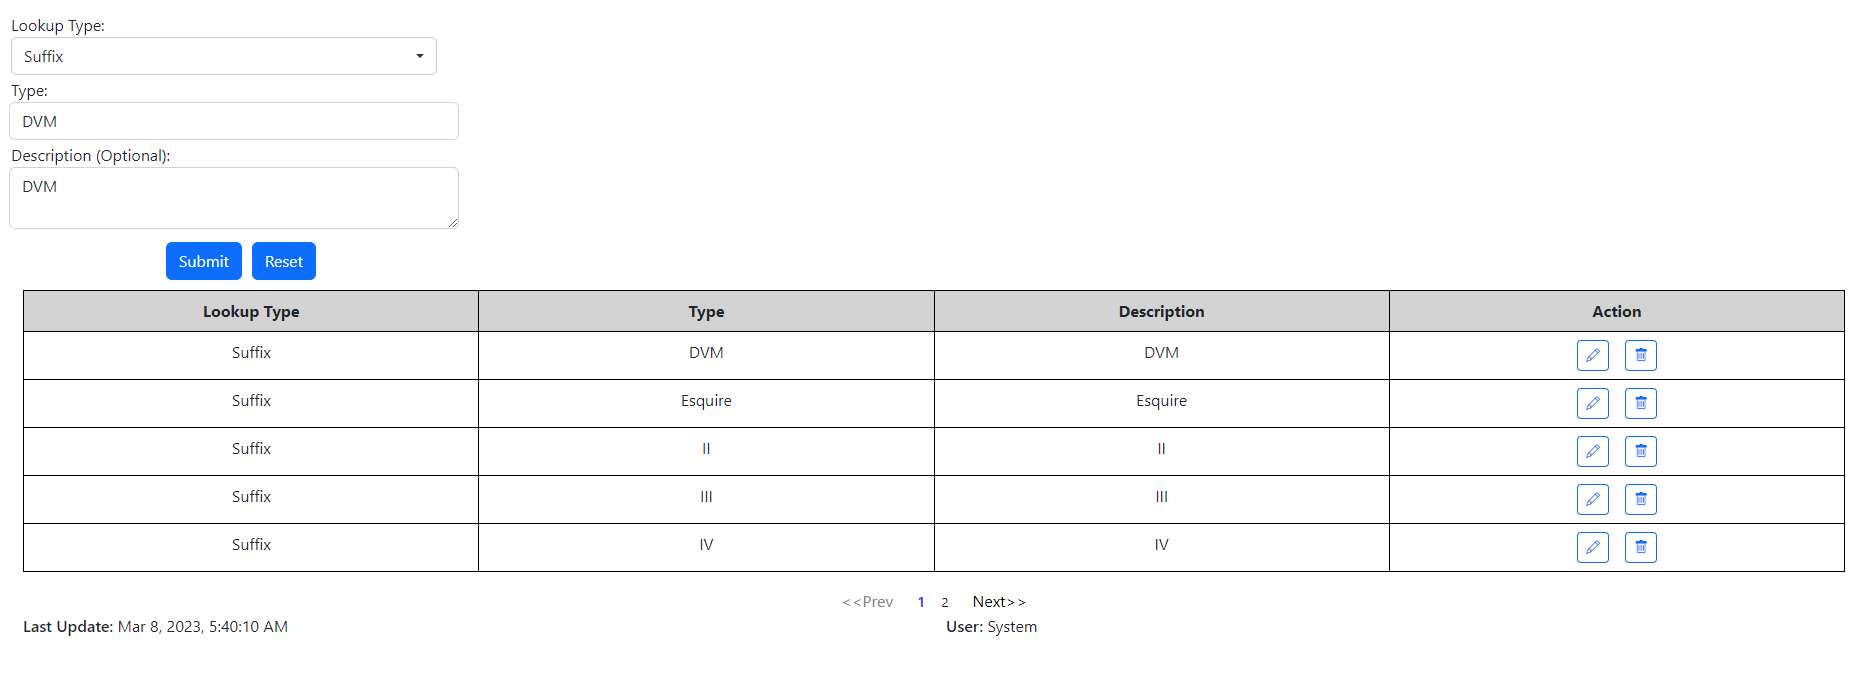 Lookup Type:
Suffix
Type:
DVM
Description (Optional):
DVM
Submit Reset
Lookup Type Type Description Action
Suffix DVM DVM
Suffix Esquire Esquire
Suffix II II
Suffix III III
Suffix IV IV
<<Prev 1 2 Next>>
Last Update: Mar 8, 2023, 5:40:10 AM User: System